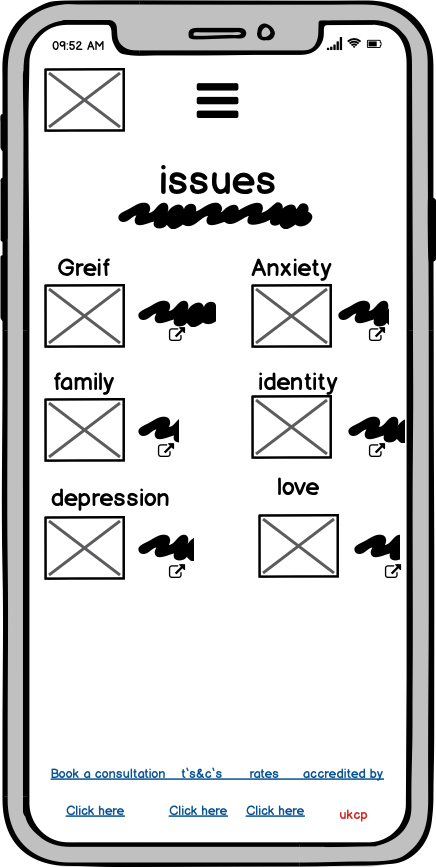 09:52 AM
issues
Greif Anxiety
family identity
depression love
Book a consultation t`s&c`s rates accredited by
Click here Click here Click here ukcp